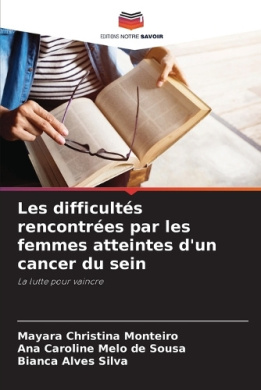 EDITIONS NOTRE SAVOIR
Les difficultés
rencontrées par les
femmes atteintes d'un
cancer du sein
La lutte pour vaincre
Mayara Christina Monteiro
Ana Caroline Melo de Sousa
Bianca Alves Silva